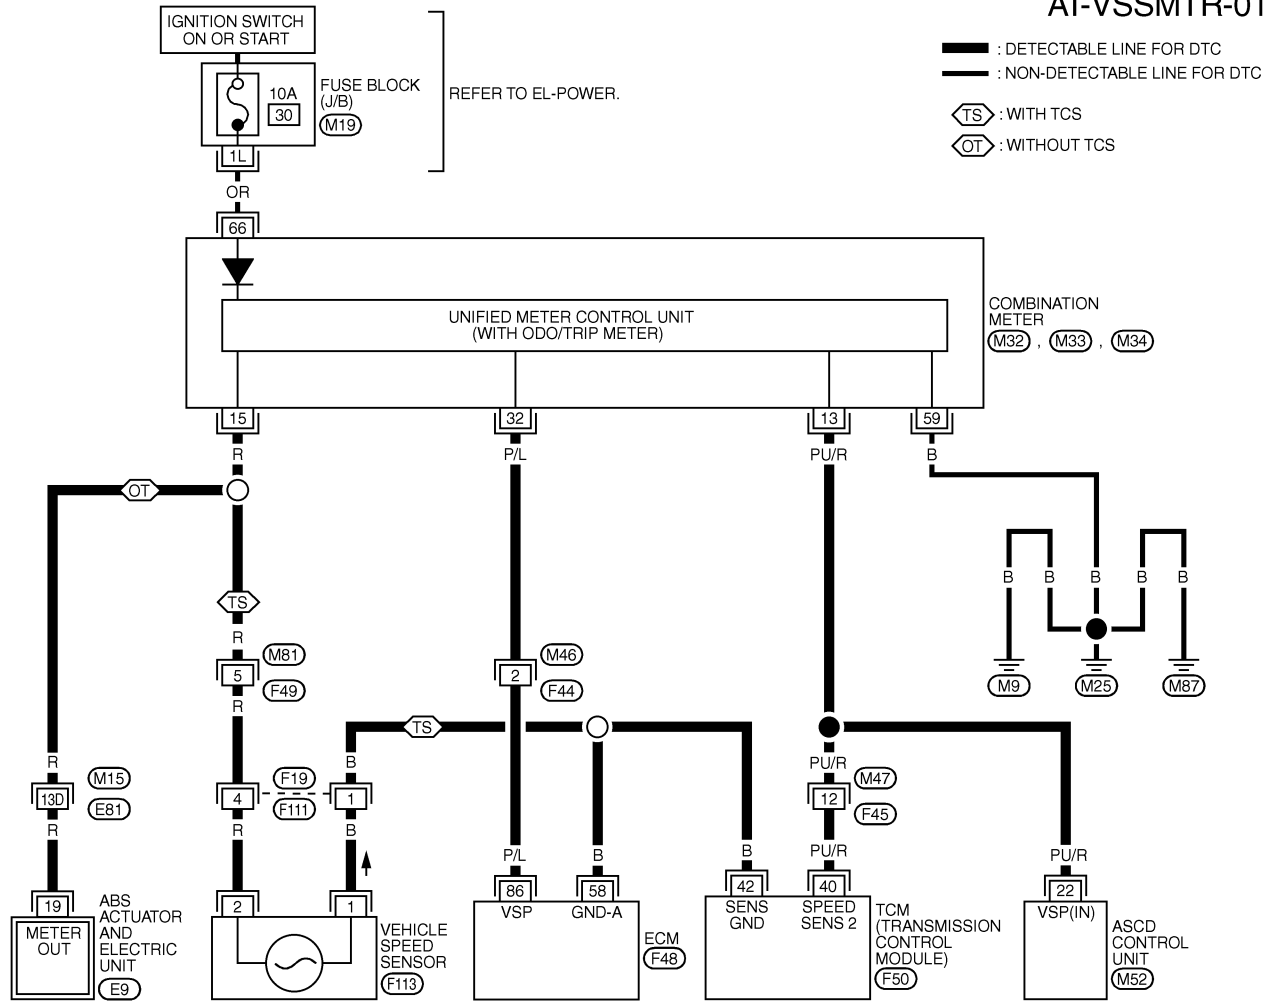 AT-VSSMTR-01
IGNITION SWITCH
ON OR START
: DETECTABLE LINE FOR DTC
: NON-DETECTABLE LINE FOR DTC
TS : WITH TCS
OT : WITHOUT TCS
10A
30
FUSE BLOCK
(J/B)
M19
REFER TO EL-POWER.
1L
OR
66
UNIFIED METER CONTROL UNIT
(WITH ODO/TRIP METER)
COMBINATION
METER
M32 , M33 , M34
15
32
13
59
R
P/L
PU/R
B
OT
TS
R
B
B
B
B
B
M81
5
F49
R
M46
2
F44
M9
M25
M87
TS
R
B
PU/R
M15
13D
E81
F19
4
1
F111
M47
12
F45
R
R
B
P/L
B
B
PU/R
PU/R
19
2
1
86
58
42
40
22
METER
OUT
ABS
ACTUATOR
AND
ELECTRIC
UNIT
E9
VEHICLE
SPEED
SENSOR
F113
VSP
GND-A
ECM
F48
SENS
GND
SPEED
SENS 2
TCM
(TRANSMISSION
CONTROL
MODULE)
F50
VSP(IN)
ASCD
CONTROL
UNIT
M52